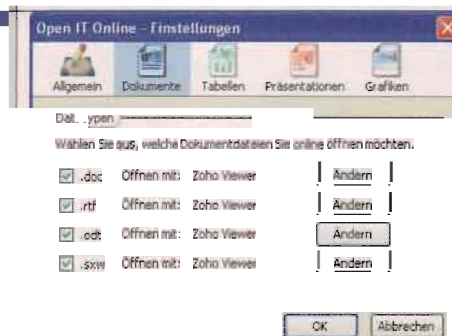 Open IT Online - Einstellungen
Allgemein Dokumente Tabellen Präsentationen Grafiken
Dat. .ypen
Wählen Sie aus, welche Dokumentdateien Sie online öffnen möchten.
.doc Öffnen mit: Zoho Viewer Ändern
.rtf Öffnen mit: Zoho Viewer Ändern
.odt Öffnen mit: Zoho Viewer Ändern
.sxw Öffnen mit: Zoho Viewer Ändern
OK Abbrechen